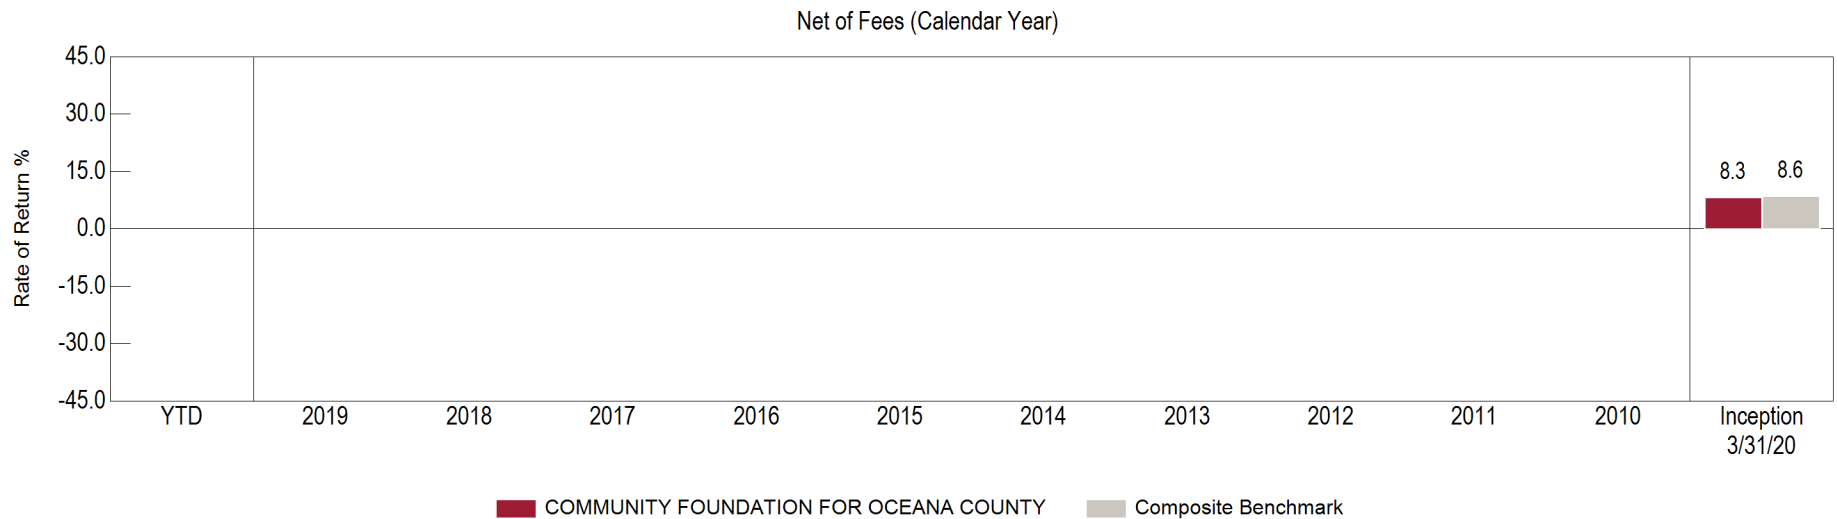 Net of Fees (Calendar Year)
Rate of Return %
45.0
30.0
15.0
0.0
-15.0
-30.0
-45.0
8.3 8.6
YTD 2019 2018 2017 2016 2015 2014 2013 2012 2011 2010 Inception
3/31/20
COMMUNITY FOUNDATION FOR OCEANA COUNTY Composite Benchmark